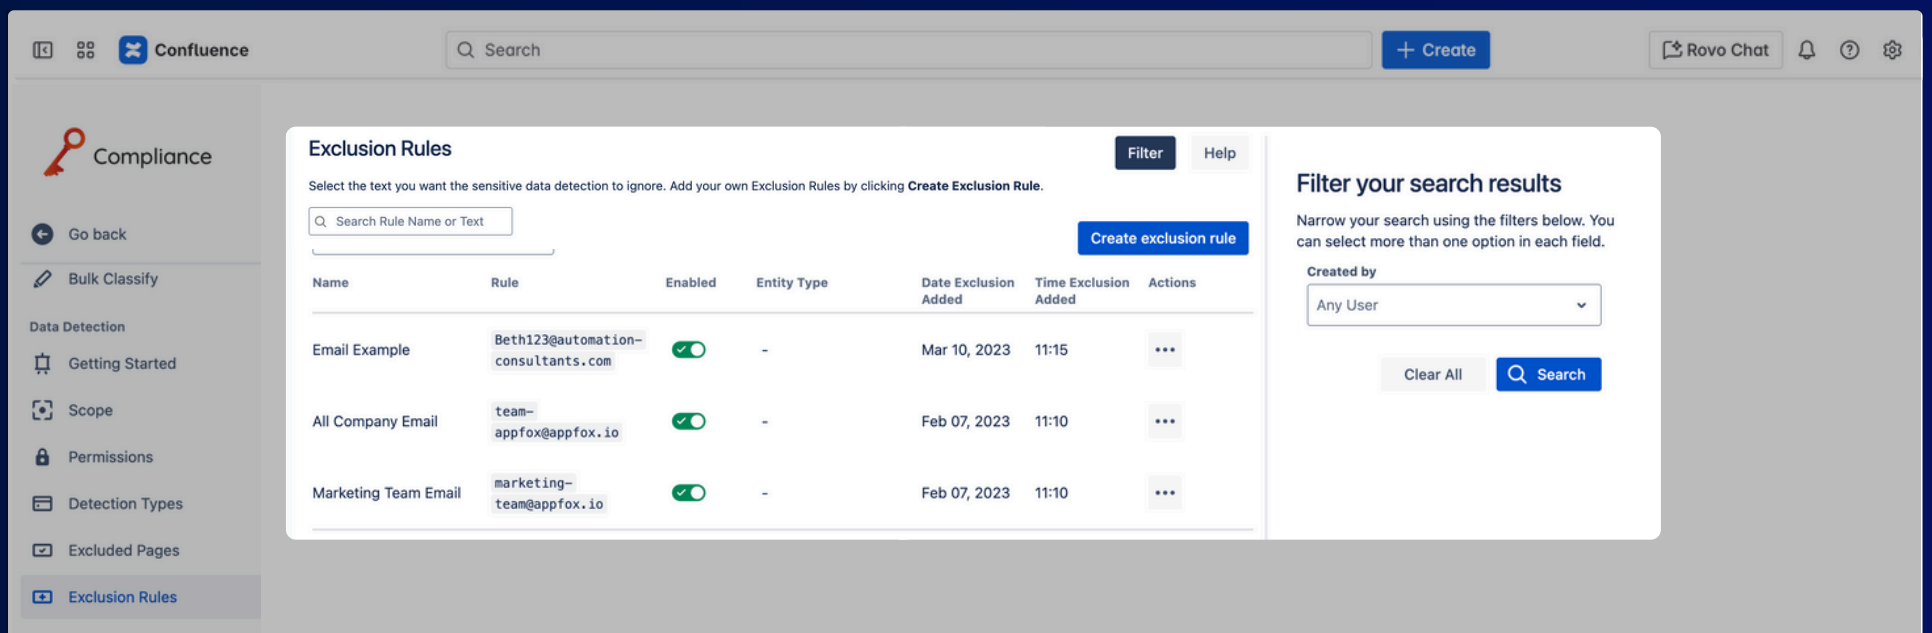 Confluence
Search
Create
Rovo Chat
Compliance
Go back
Bulk Classify
Data Detection
Getting Started
Scope
Permissions
Detection Types
Excluded Pages
Exclusion Rules
Exclusion Rules
Filter
Help
Select the text you want the sensitive data detection to ignore. Add your own Exclusion Rules by clicking Create Exclusion Rule.
Search Rule Name or Text
Create exclusion rule
Name Rule Enabled Entity Type Date Exclusion Time Exclusion Actions
Added Added
Email Example Beth123@automation- - Mar 10, 2023 11:15
consultants.com
All Company Email team- - Feb 07, 2023 11:10
appfox@appfox.io
Marketing Team Email marketing- - Feb 07, 2023 11:10
team@appfox.io
Filter your search results
Narrow your search using the filters below. You
can select more than one option in each field.
Created by
Any User
Clear All
Search